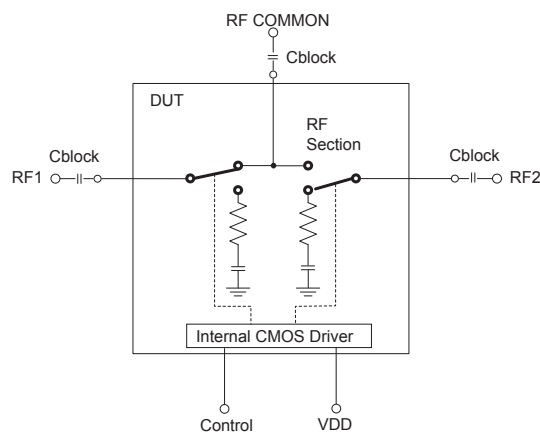 RF COMMON
Cblock
DUT
RF
Section
Cblock
RF1
Cblock
RF2
Internal CMOS Driver
Control
VDD